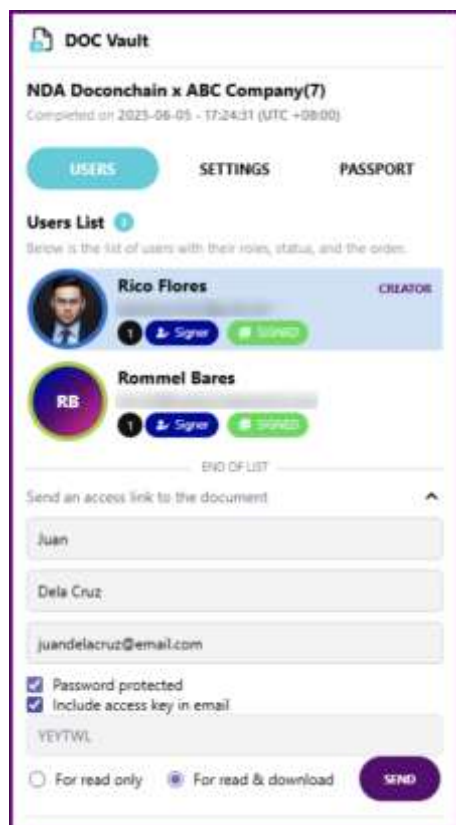 DOC Vault
NDA Doconchain x ABC Company(7)
Completed on 2025-06-05 - 17:24:31 (UTC +08:00)
USERS SETTINGS PASSPORT
Users List
Below is the list of users with their roles, status, and the order.
Rico Flores CREATOR
1 Signer SIGNED
Rommel Bares
RB
1 Signer SIGNED
END OF LIST
Send an access link to the document
Juan
Dela Cruz
juandelacruz@email.com
Password protected
Include access key in email
YEYTWL
For read only For read & download SEND